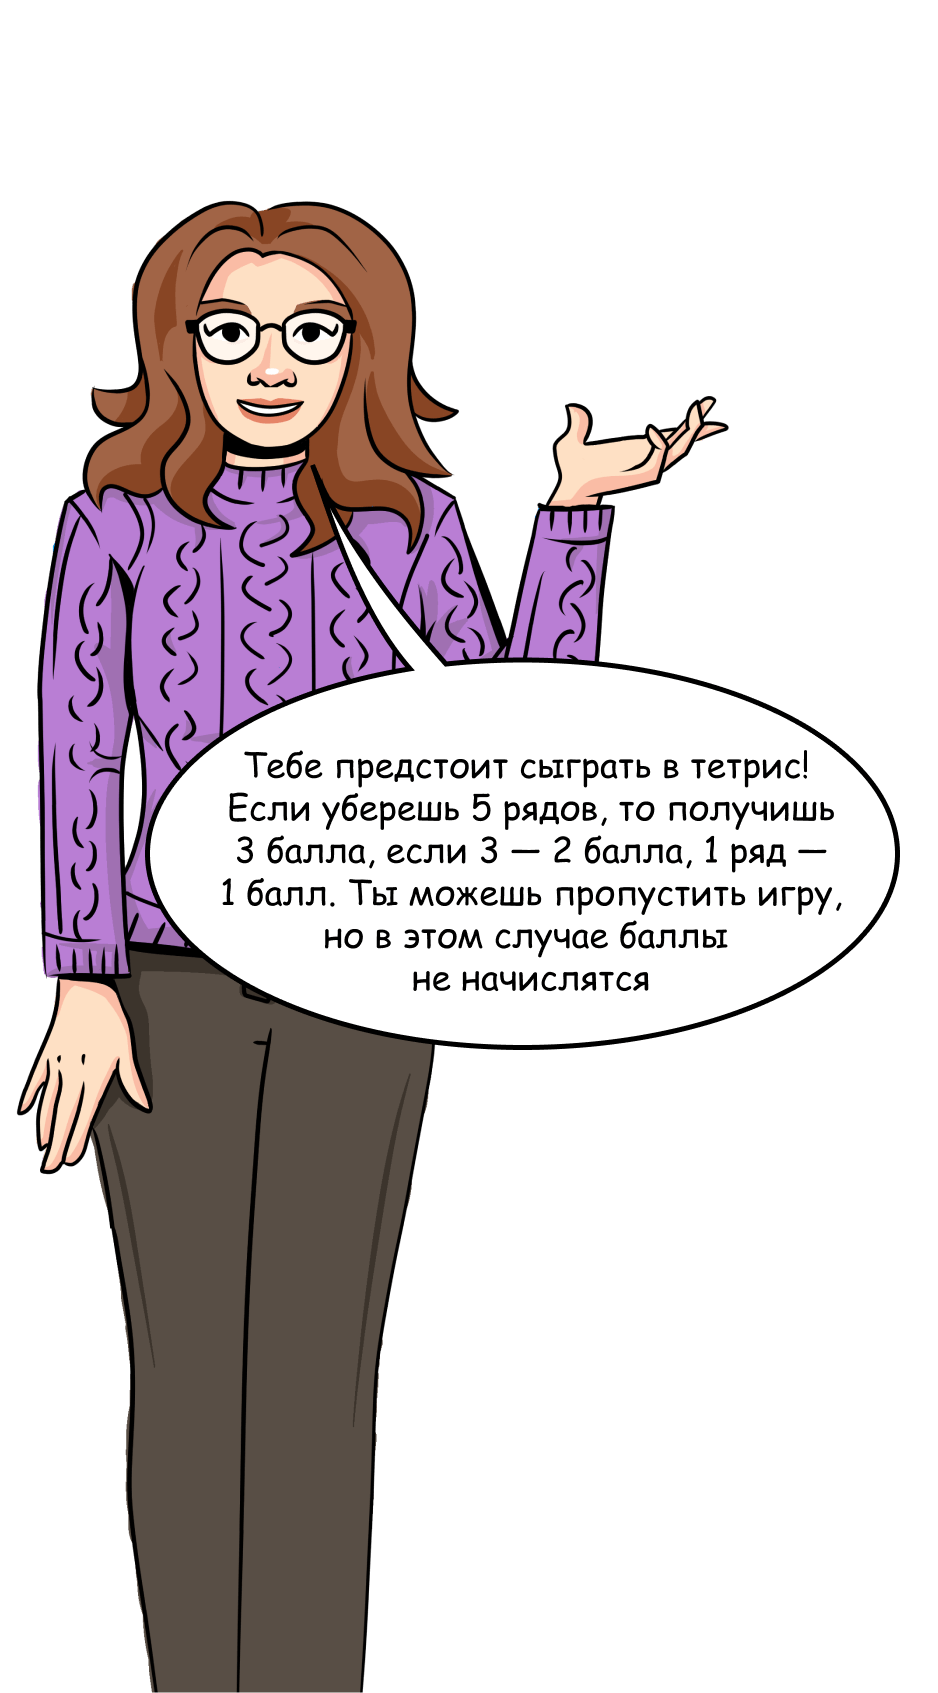 Тебе предстоит сыграть в тетрис!
Если уберешь 5 рядов, то получишь
3 балла, если 3 — 2 балла, 1 ряд —
1 балл. Ты можешь пропустить игру,
но в этом случае баллы
не начислятся